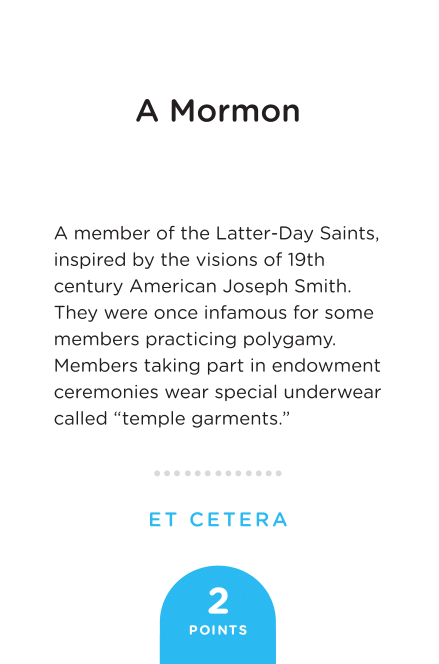 A Mormon
A member of the Latter-Day Saints,
inspired by the visions of 19th
century American Joseph Smith.
They were once infamous for some
members practicing polygamy.
Members taking part in endowment
ceremonies wear special underwear
called “temple garments.”
ET CETERA
2
POINTS